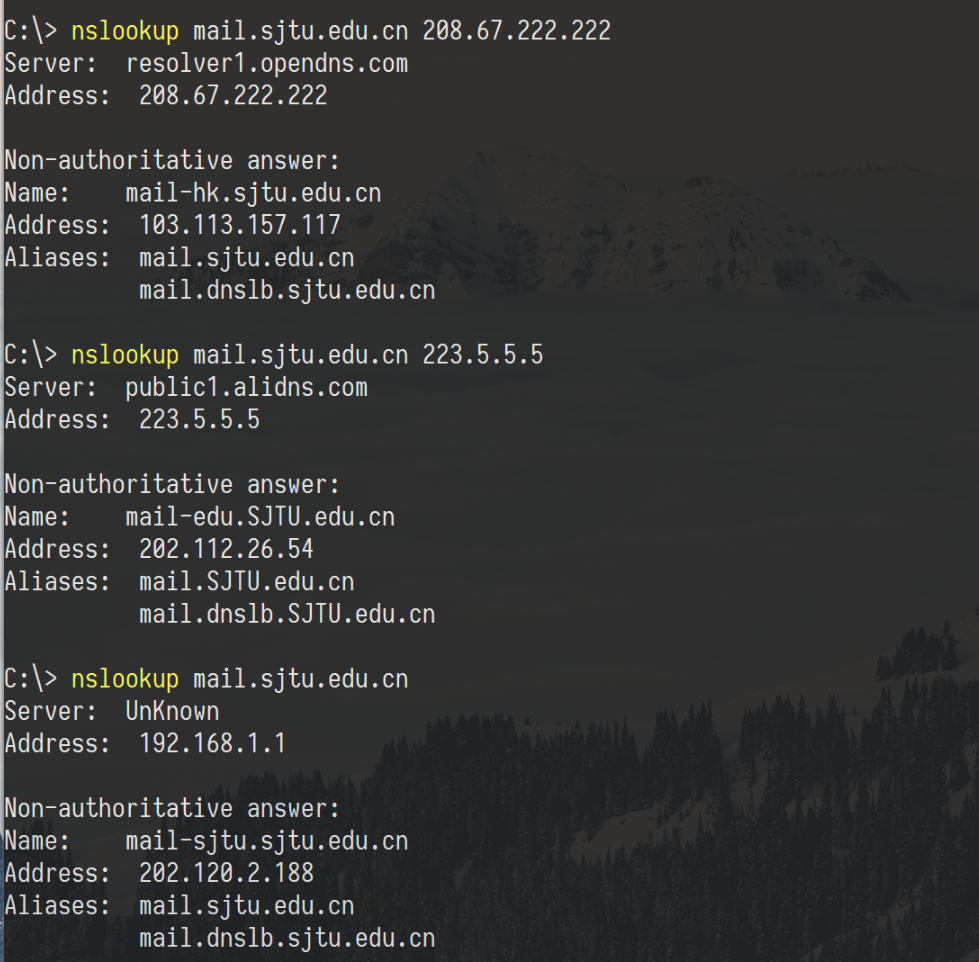 C:\> nslookup mail.sjtu.edu.cn 208.67.222.222
Server:  resolver1.opendns.com
Address:  208.67.222.222
Non-authoritative answer:
Name:    mail-hk.sjtu.edu.cn
Address:  103.113.157.117
Aliases:  mail.sjtu.edu.cn
          mail.dnslb.sjtu.edu.cn
C:\> nslookup mail.sjtu.edu.cn 223.5.5.5
Server:  public1.alidns.com
Address:  223.5.5.5
Non-authoritative answer:
Name:    mail-edu.SJTU.edu.cn
Address:  202.112.26.54
Aliases:  mail.SJTU.edu.cn
          mail.dnslb.SJTU.edu.cn
C:\> nslookup mail.sjtu.edu.cn
Server:  UnKnown
Address:  192.168.1.1
Non-authoritative answer:
Name:    mail-sjtu.sjtu.edu.cn
Address:  202.120.2.188
Aliases:  mail.sjtu.edu.cn
          mail.dnslb.sjtu.edu.cn